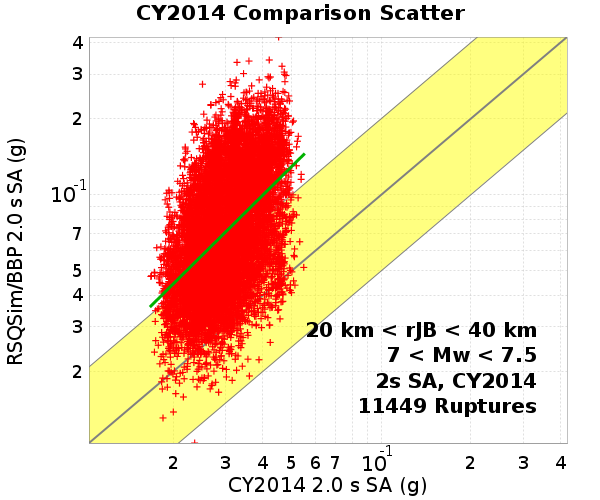 CY2014 Comparison Scatter
RSQSim/BBP 2.0 s SA (g)
4
3
2
10-1
7
5
4
3
2
20 km < rJB < 40 km
7 < Mw < 7.5
2s SA, CY2014
11449 Ruptures
2 3 4 5 6 7 10-1 2 3 4
CY2014 2.0 s SA (g)